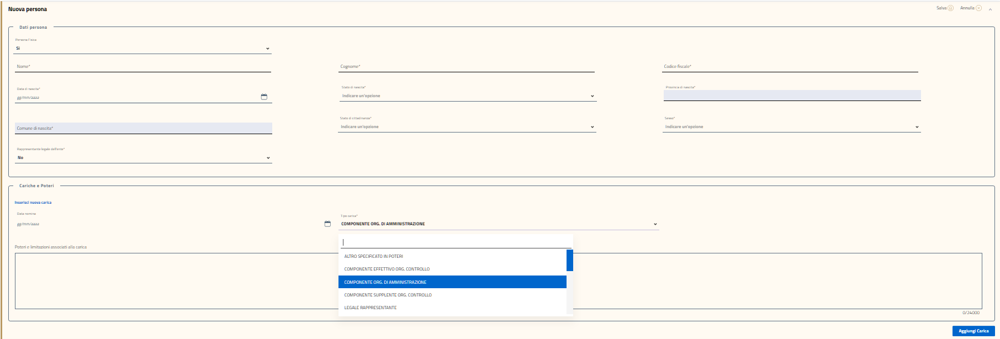 Nuova persona
Salva
Annulla
Dati persona
Persona Fisica
Si
Nome*
Cognome*
Codice fiscale*
Data di nascita*
gg/mm/aaaa
Stato di nascita*
Indicare un'opzione
Provincia di nascita*
Comune di nascita*
Stato di cittadinanza*
Indicare un'opzione
Sesso*
Indicare un'opzione
Rappresentante legale dell'ente*
No
Cariche e Poteri
Inserisci nuova carica
Data nomina
gg/mm/aaaa
Tipo carica*
COMPONENTE ORG. DI AMMINISTRAZIONE
ALTRO SPECIFICATO IN POTERI
COMPONENTE EFFETTIVO ORG. CONTROLLO
COMPONENTE ORG. DI AMMINISTRAZIONE
COMPONENTE SUPPLENTE ORG. CONTROLLO
LEGALE RAPPRESENTANTE
Poteri e limitazioni associati alla carica
0/24000
Aggiungi Carica